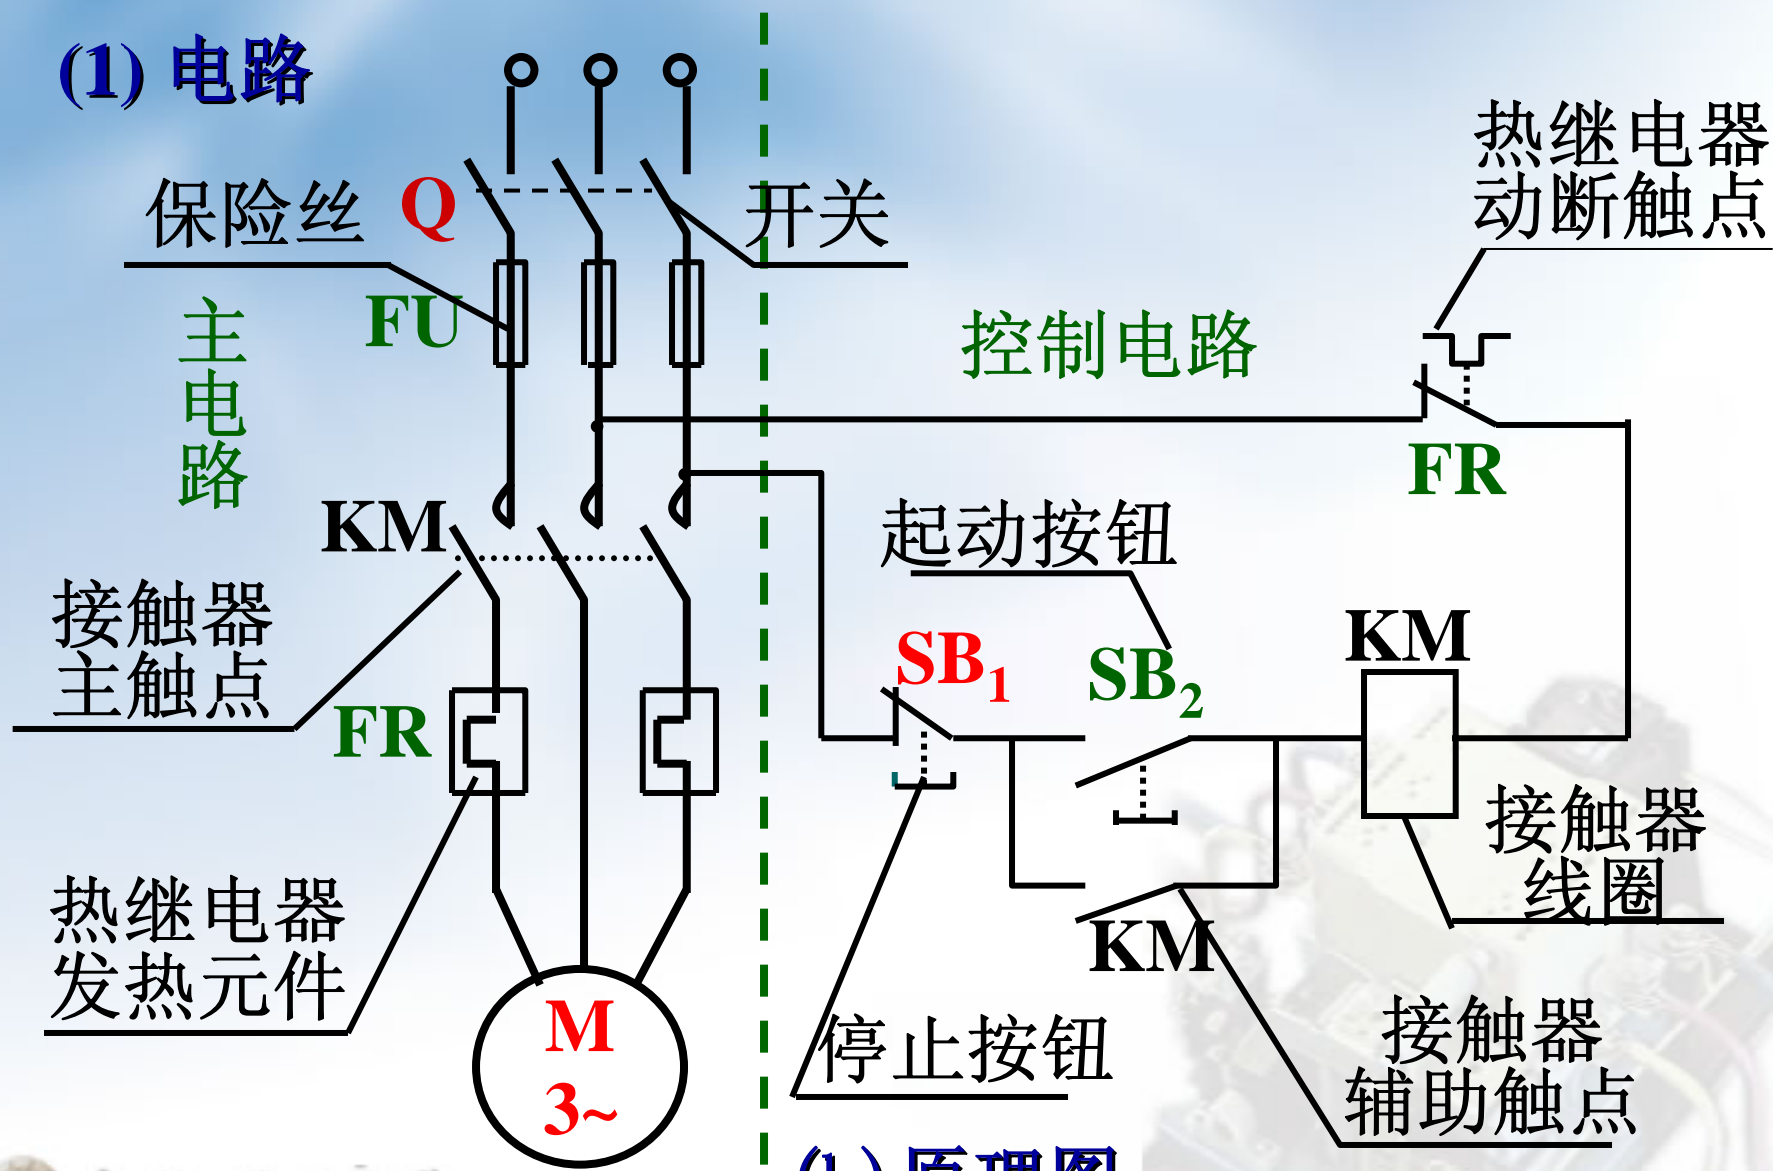 (1) 电路
热继电器
动断触点
保险丝
Q
开关
FU
主
电
路
控制电路
FR
KM
起动按钮
接触器
主触点
SB1
SB2
KM
FR
接触器
线圈
热继电器
发热元件
KM
M
3~
停止按钮
接触器
辅助触点
(b) 原理图